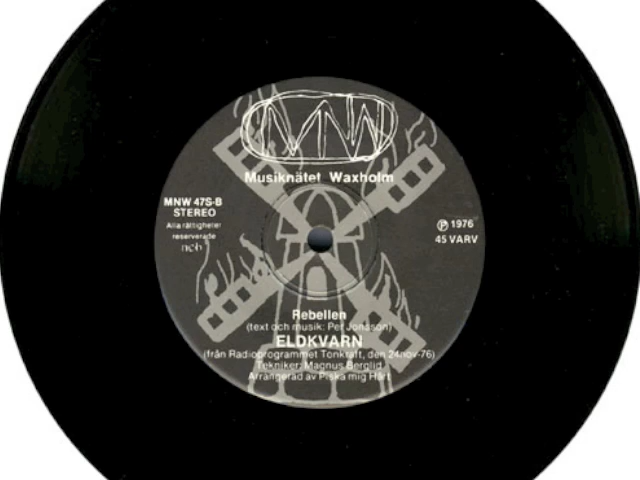 MNW
Musiknätet Waxholm
MNW 47S-B
STEREO
Alla rättigheter
reserverade
ncb
℗ 1976
45 VARV
Rebellen
(text och musik: Per Jonason)
ELDKVARN
(från Radioprogrammet Tonkraft, den 24 nov-76)
Tekniker: Magnus Berglid
Arrangerad av Piska mig Hårt